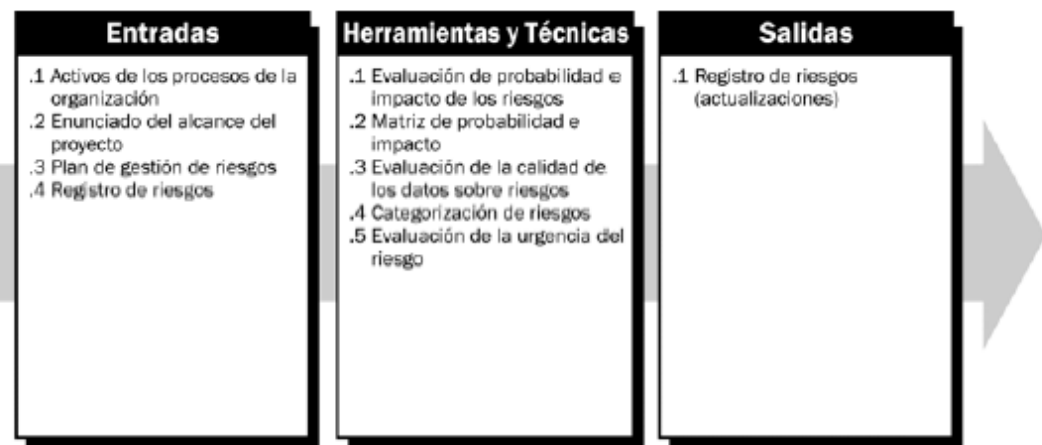 Entradas
.1 Activos de los procesos de la
organización
.2 Enunciado del alcance del
proyecto
.3 Plan de gestión de riesgos
.4 Registro de riesgos
Herramientas y Técnicas
.1 Evaluación de probabilidad e
impacto de los riesgos
.2 Matriz de probabilidad e
impacto
.3 Evaluación de la calidad de
los datos sobre riesgos
.4 Categorización de riesgos
.5 Evaluación de la urgencia del
riesgo
Salidas
.1 Registro de riesgos
(actualizaciones)